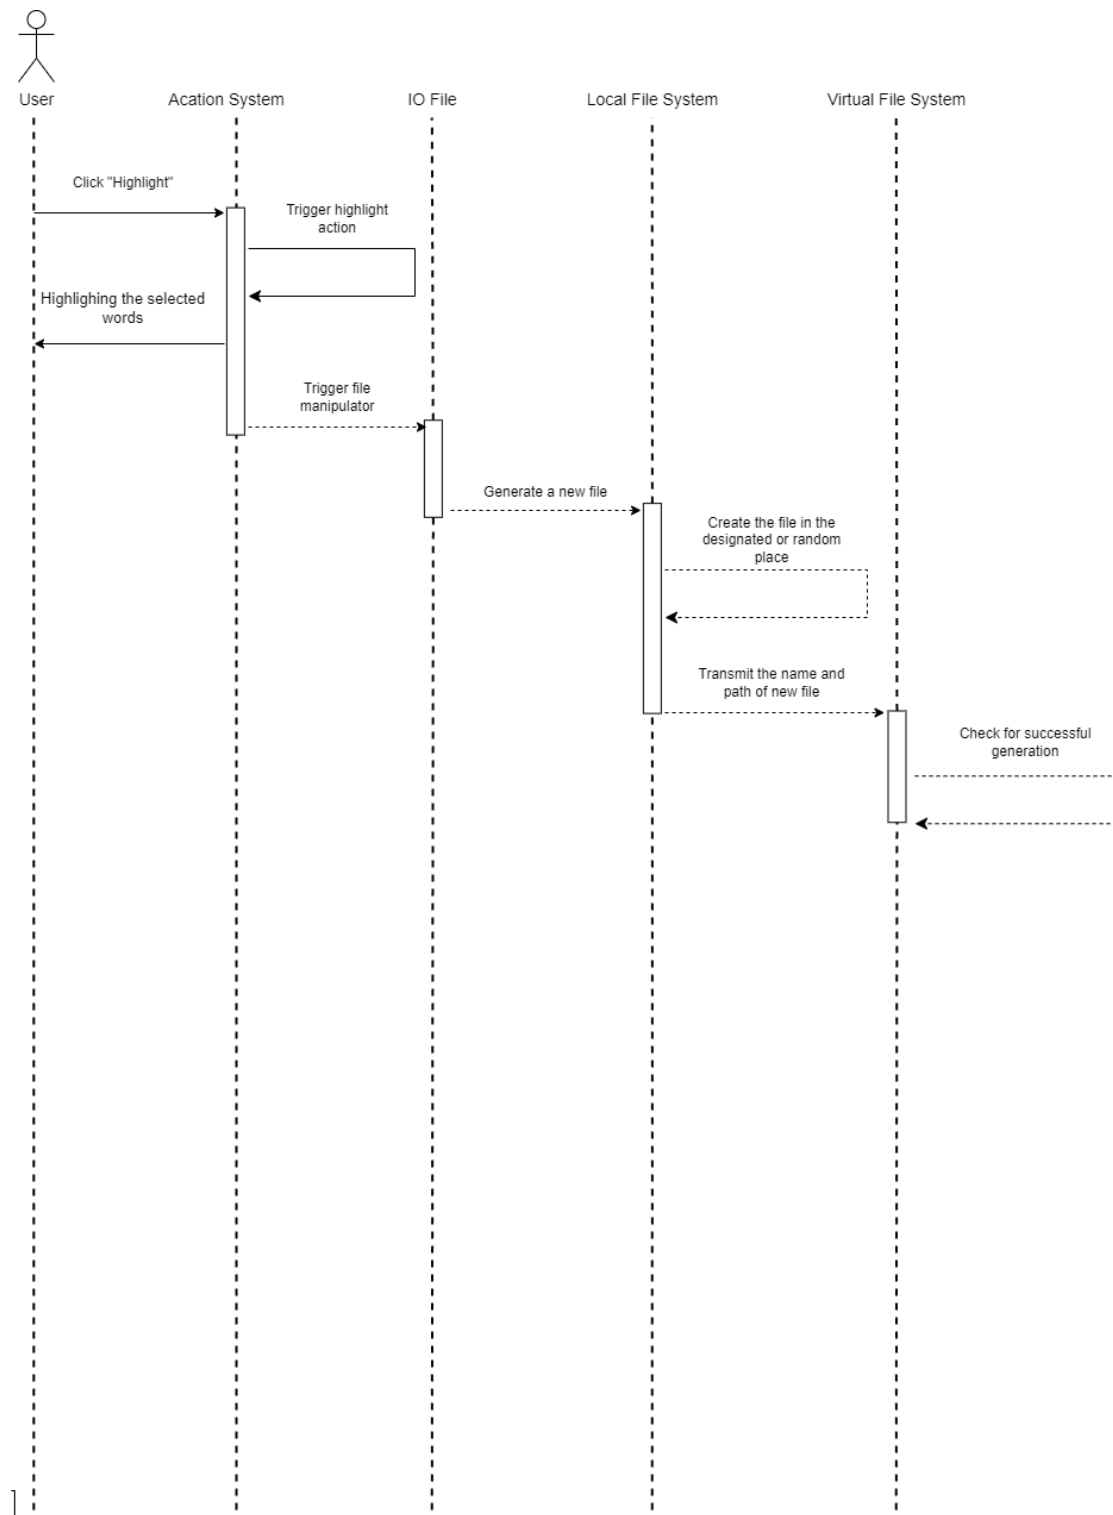 User
Acation System
IO File
Local File System
Virtual File System
Click "Highlight"
Trigger highlight
action
Highlighing the selected
words
Trigger file
manipulator
Generate a new file
Create the file in the
designated or random
place
Transmit the name and
path of new file
Check for successful
generation
]